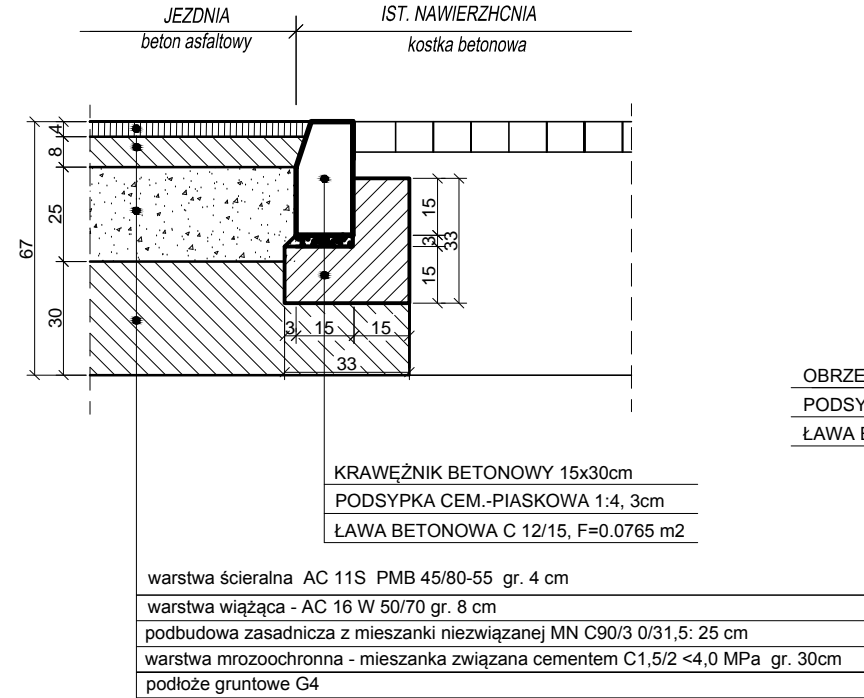 JEZDNIA
beton asfaltowy
IST. NAWIERZHCNIA
kostka betonowa
4
8
25
30
67
15
3
15
33
3 15 15
33
KRAWĘŻNIK BETONOWY 15x30cm
PODSYPKA CEM.-PIASKOWA 1:4, 3cm
ŁAWA BETONOWA C 12/15, F=0.0765 m2
OBRZE
PODSY
ŁAWA B
warstwa ścieralna AC 11S PMB 45/80-55 gr. 4 cm
warstwa wiążąca - AC 16 W 50/70 gr. 8 cm
podbudowa zasadnicza z mieszanki niezwiązanej MN C90/3 0/31,5: 25 cm
warstwa mrozoochronna - mieszanka związana cementem C1,5/2 <4,0 MPa gr. 30cm
podłoże gruntowe G4